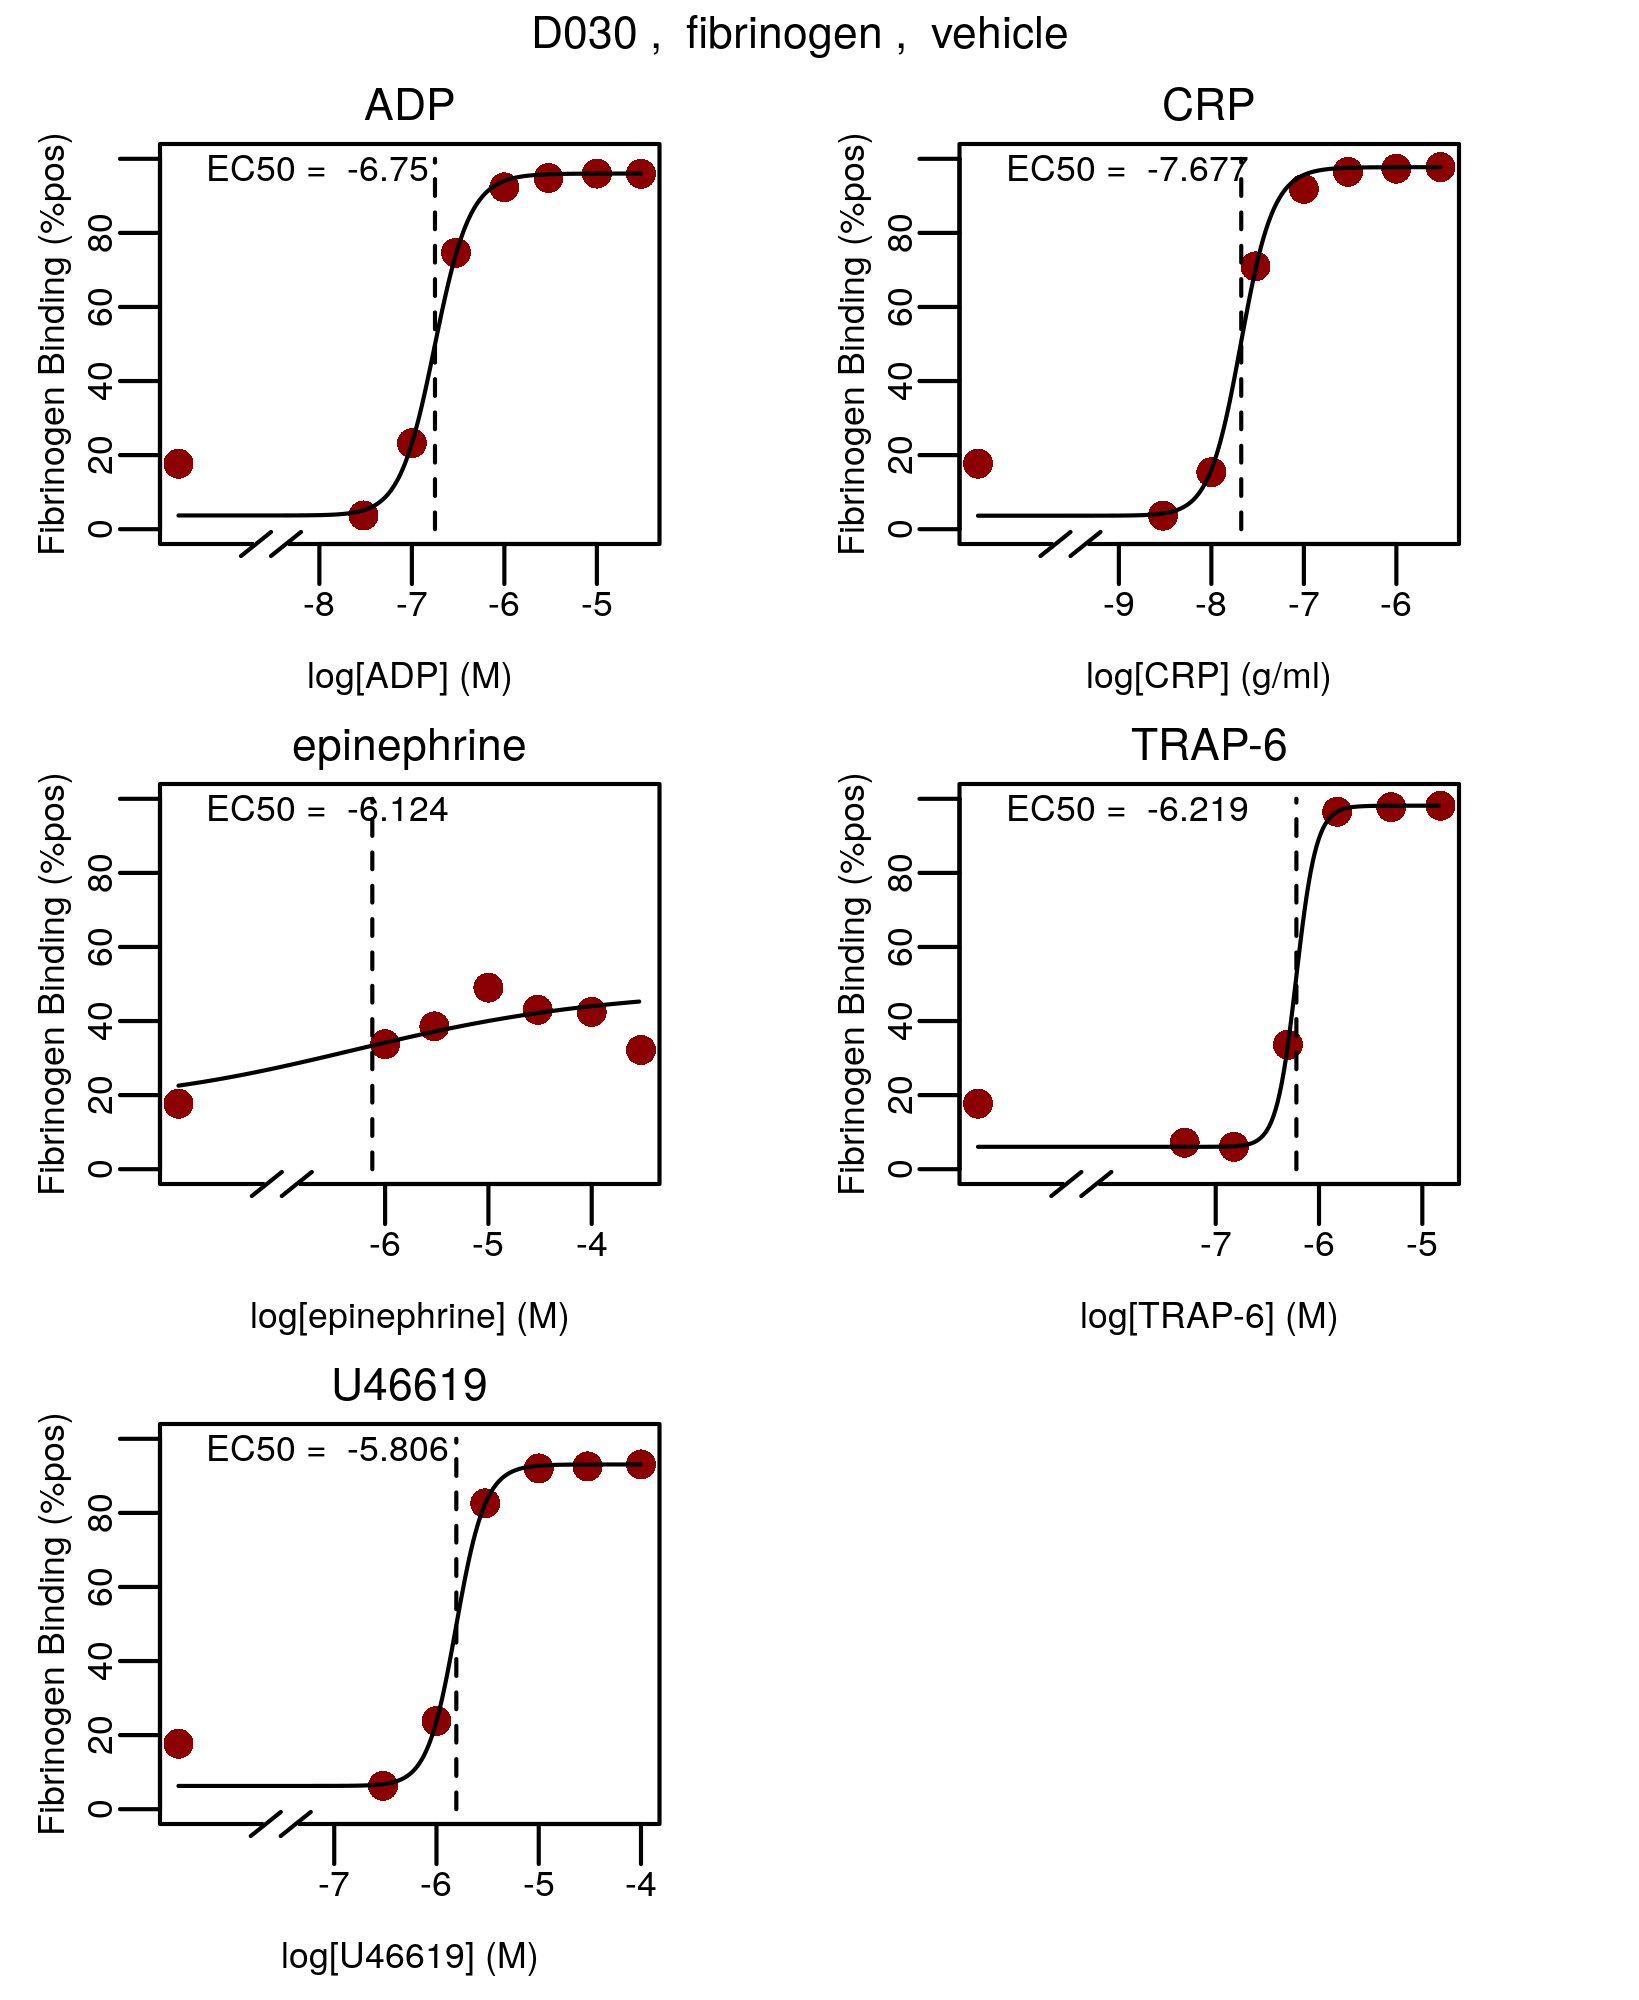 D030 , fibrinogen , vehicle
ADP
EC50 = -6.75
Fibrinogen Binding (%pos)
0 20 40 60 80
-8 -7 -6 -5
log[ADP] (M)
CRP
EC50 = -7.677
Fibrinogen Binding (%pos)
0 20 40 60 80
-9 -8 -7 -6
log[CRP] (g/ml)
epinephrine
EC50 = -6.124
Fibrinogen Binding (%pos)
0 20 40 60 80
-6 -5 -4
log[epinephrine] (M)
TRAP-6
EC50 = -6.219
Fibrinogen Binding (%pos)
0 20 40 60 80
-7 -6 -5
log[TRAP-6] (M)
U46619
EC50 = -5.806
Fibrinogen Binding (%pos)
0 20 40 60 80
-7 -6 -5 -4
log[U46619] (M)